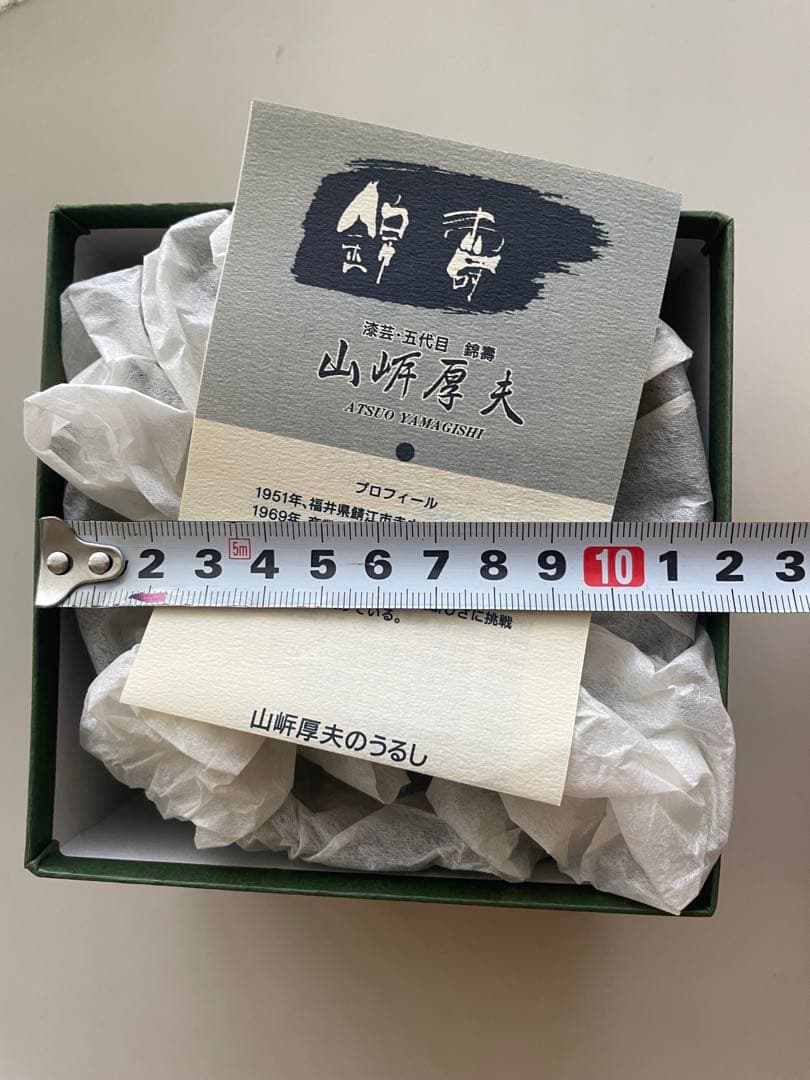 錦壽
漆芸・五代目 錦壽
山岼厚夫
ATSUO YAMAGISHI
プロフィール
1951年、福井県鯖江市
1969年、
に挑戦
ている。
2 3 5m 4 5 6 7 8 9 10 1 2 3
山岼厚夫のうるし